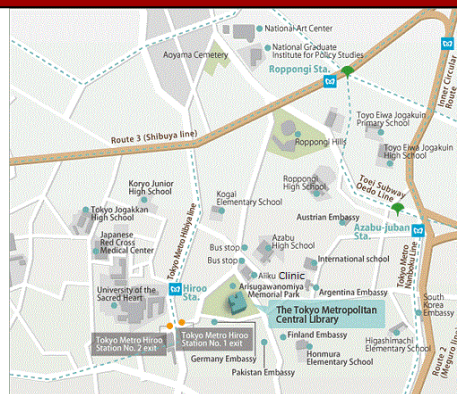 National Art Center
National Graduate
Institute for Policy Studies
Aoyama Cemetery
Roppongi Sta.
Inner Circular
Route
Toyo Eiwa Jogakuin
Primary School
Route 3 (Shibuya line)
Roppongi Hills
Toyo Eiwa Jogakuin
High School
Koryo Junior
High School
Roppongi
High School
Toei Subway
Oedo Line
Tokyo Jogakkan
High School
Kogai
Elementary School
Tokyo Metro Hibiya line
Austrian Embassy
Azabu-juban
Sta.
Japanese
Red Cross
Medical Center
Bus stop
Azabu
High School
Bus stop
International school
Tokyo Metro
Nanboku Line
Aiiku Clinic
University of the
Sacred Heart
Hiroo
Sta.
Arisugawanomiya
Memorial Park
Argentina Embassy
South
Korea
Embassy
The Tokyo Metropolitan
Central Library
Tokyo Metro Hiroo
Station No. 2 exit
Tokyo Metro Hiroo
Station No. 1 exit
Finland Embassy
Higashimachi
Elementary School
Germany Embassy
Honmura
Elementary School
Pakistan Embassy
Route 2
(Meguro line)